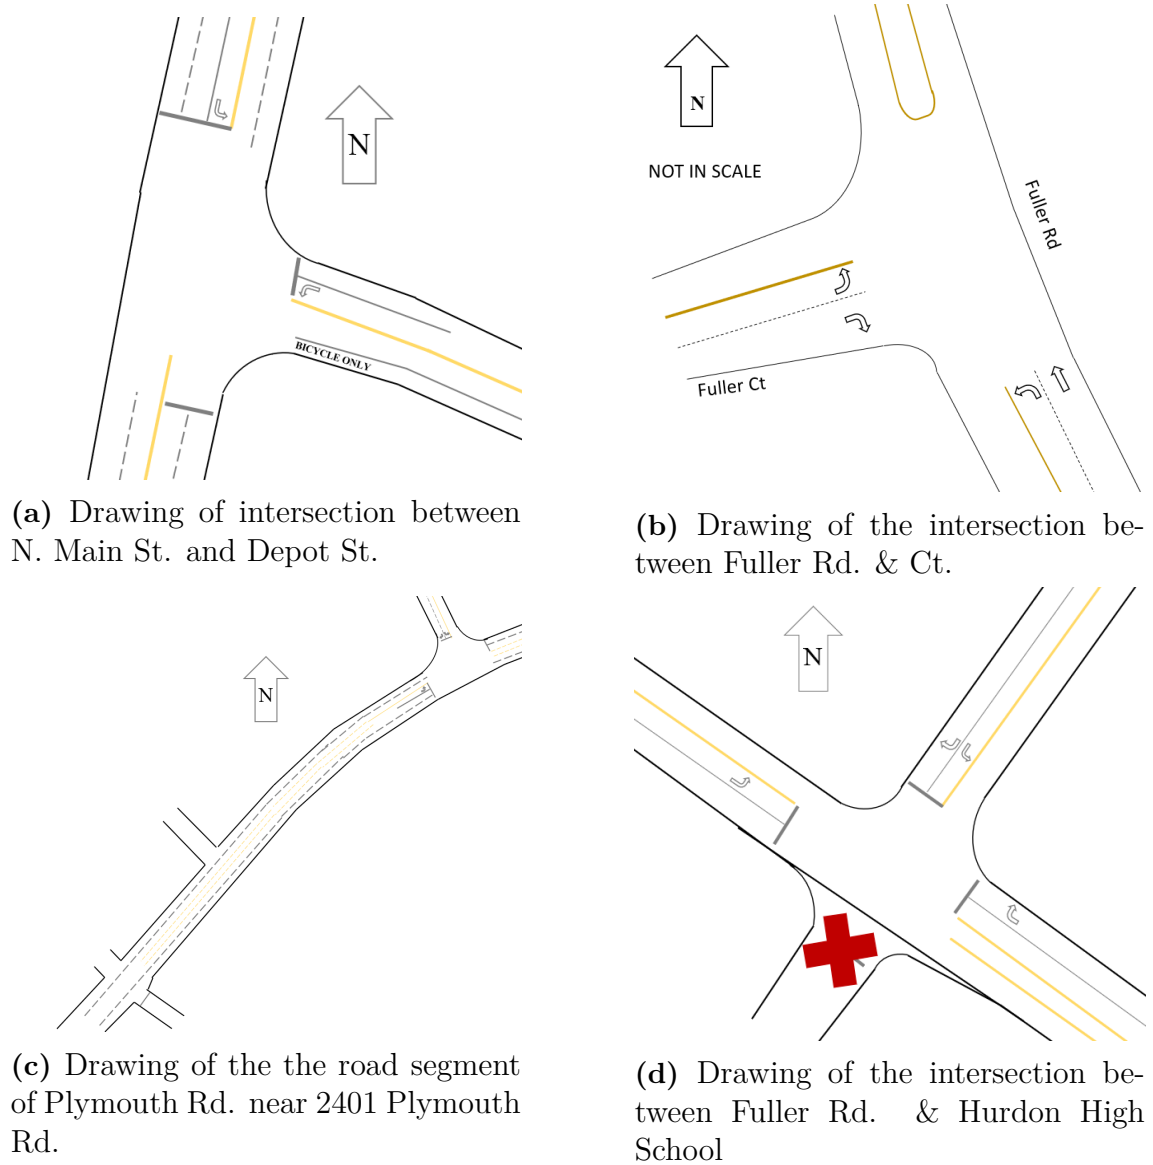 N
BICYCLE ONLY
(a) Drawing of intersection between
N. Main St. and Depot St.
N
NOT IN SCALE
Fuller Rd
Fuller Ct
(b) Drawing of the intersection be-
tween Fuller Rd. & Ct.
N
(c) Drawing of the the road segment
of Plymouth Rd. near 2401 Plymouth
Rd.
N
(d) Drawing of the intersection be-
tween Fuller Rd. & Hurdon High
School